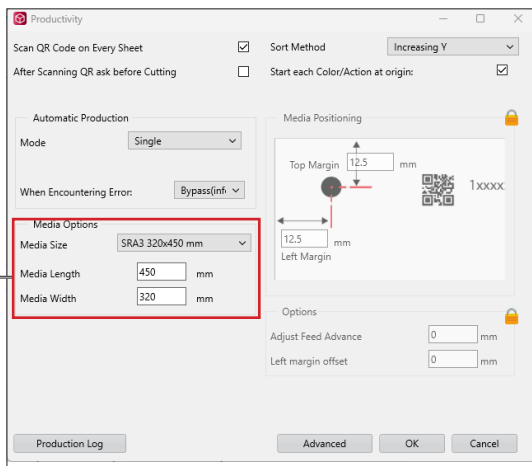 Productivity
Scan QR Code on Every Sheet
After Scanning QR ask before Cutting
Sort Method Increasing Y
Start each Color/Action at origin:
Automatic Production
Mode Single
When Encountering Error: Bypass(inf
Media Options
Media Size SRA3 320x450 mm
Media Length 450 mm
Media Width 320 mm
Media Positioning
Top Margin 12.5 mm
1xxxx
12.5 mm
Left Margin
Options
Adjust Feed Advance 0 mm
Left margin offset 0 mm
Production Log Advanced OK Cancel